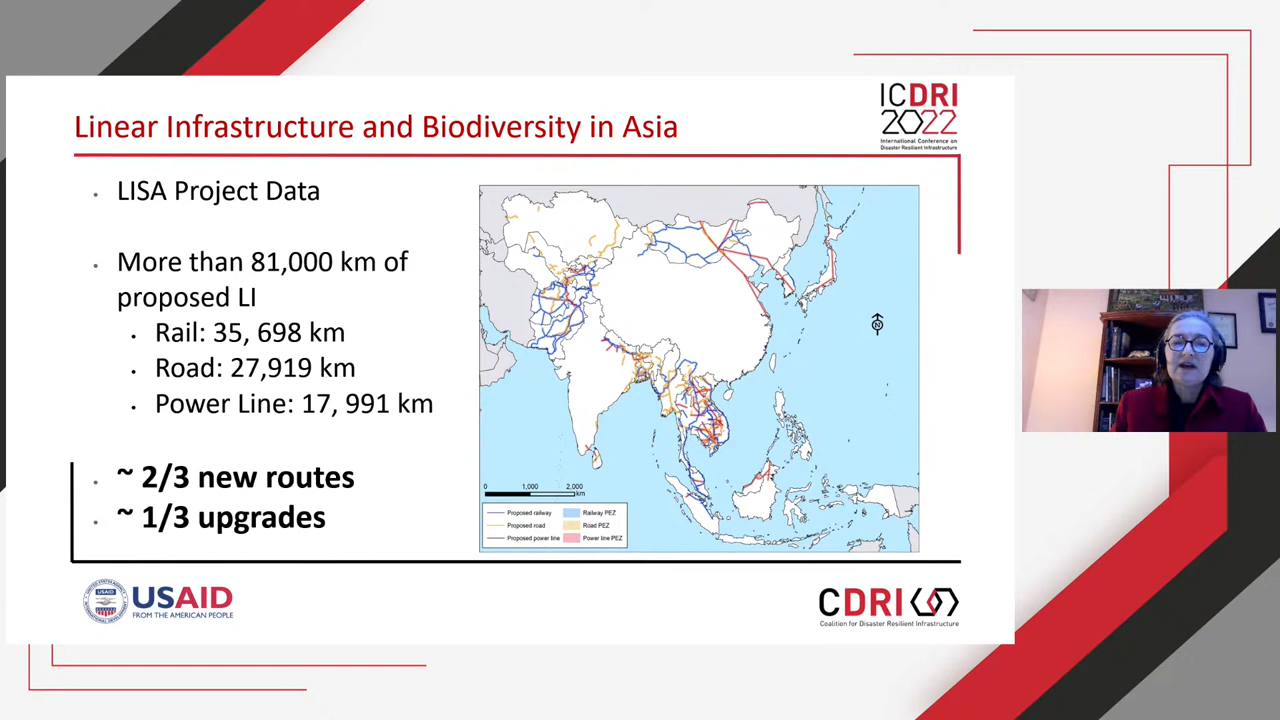 Linear Infrastructure and Biodiversity in Asia
ICDRI
2022
International Conference on
Disaster Resilient Infrastructure
• LISA Project Data
• More than 81,000 km of
proposed LI
• Rail: 35, 698 km
• Road: 27,919 km
• Power Line: 17, 991 km
• ~ 2/3 new routes
• ~ 1/3 upgrades
N
0 1,000 2,000
km
Proposed railway Railway PEZ
Proposed road Road PEZ
Proposed power line Power line PEZ
USAID
USAID
FROM THE AMERICAN PEOPLE
CDRI
Coalition for Disaster Resilient Infrastructure